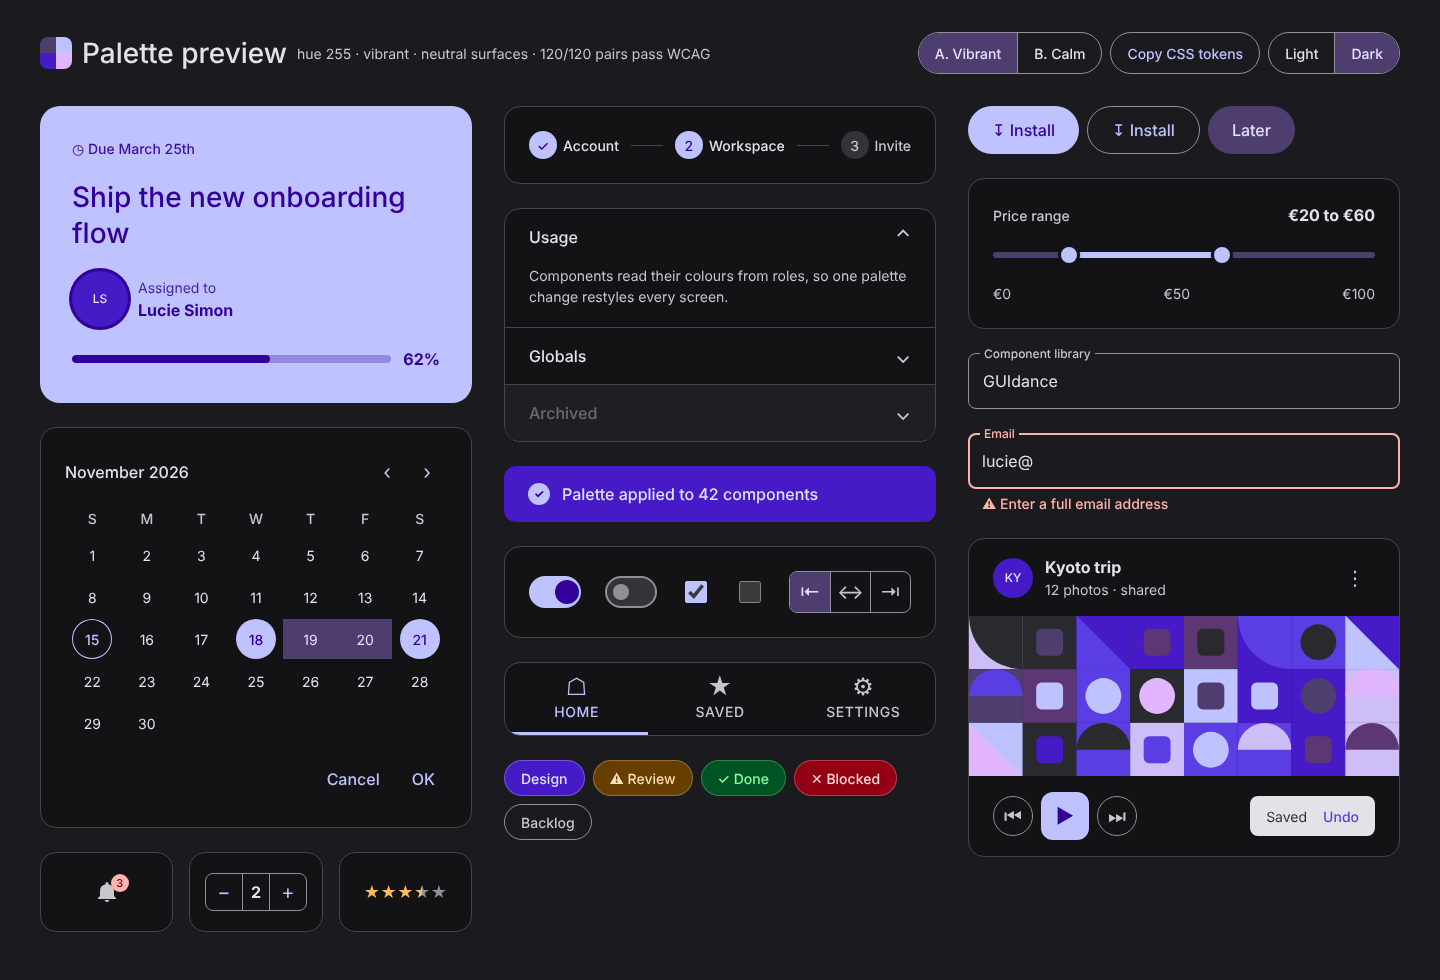 Palette preview hue 255 · vibrant · neutral surfaces · 120/120 pairs pass WCAG
A. Vibrant B. Calm Copy CSS tokens Light Dark
Due March 25th
Ship the new onboarding
flow
LS
Assigned to
Lucie Simon
62%
November 2026
S M T W T F S
1 2 3 4 5 6 7
8 9 10 11 12 13 14
15 16 17 18 19 20 21
22 23 24 25 26 27 28
29 30
Cancel OK
3
− 2 +
Account 2 Workspace 3 Invite
Usage
Components read their colours from roles, so one palette
change restyles every screen.
Globals
Archived
Palette applied to 42 components
HOME SAVED SETTINGS
Design Review Done Blocked
Backlog
Install Install Later
Price range €20 to €60
€0 €50 €100
Component library
GUIdance
Email
lucie@
Enter a full email address
KY
Kyoto trip
12 photos · shared
Saved Undo